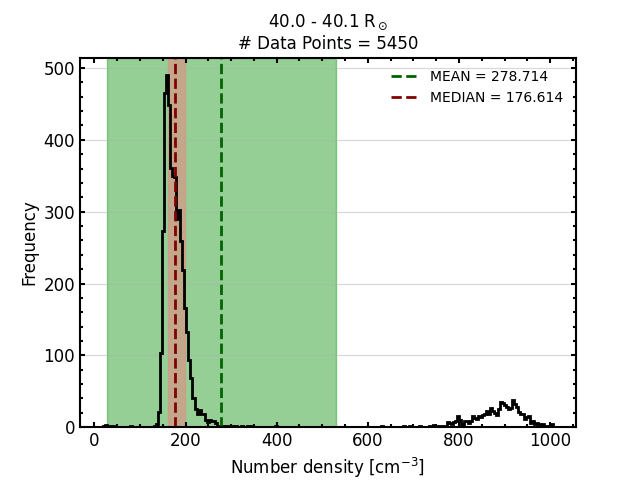 40.0 - 40.1 R⊙
# Data Points = 5450
MEAN = 278.714
MEDIAN = 176.614
500
400
300
200
100
0
Frequency
0 200 400 600 800 1000
Number density [cm⁻³]